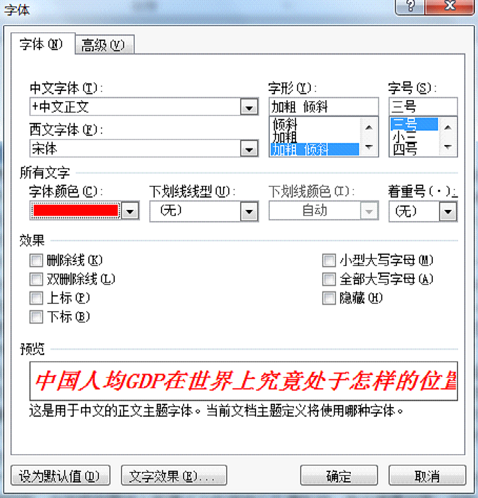 字体
字体(N) 高级(V)
中文字体(T): 字形(Y): 字号(S):
+中文正文 加粗 倾斜 三号
倾斜 三号
西文字体(F): 加粗 小三
宋体 加粗 倾斜 四号
所有文字
字体颜色(C): 下划线线型(U): 下划线颜色(I): 着重号(·):
(无) 自动 (无)
效果
删除线(K) 小型大写字母(M)
双删除线(L) 全部大写字母(A)
上标(P) 隐藏(H)
下标(B)
预览
中国人均GDP在世界上究竟处于怎样的位置
这是用于中文的正文主题字体。当前文档主题定义将使用哪种字体。
设为默认值(D) 文字效果(E)... 确定 取消